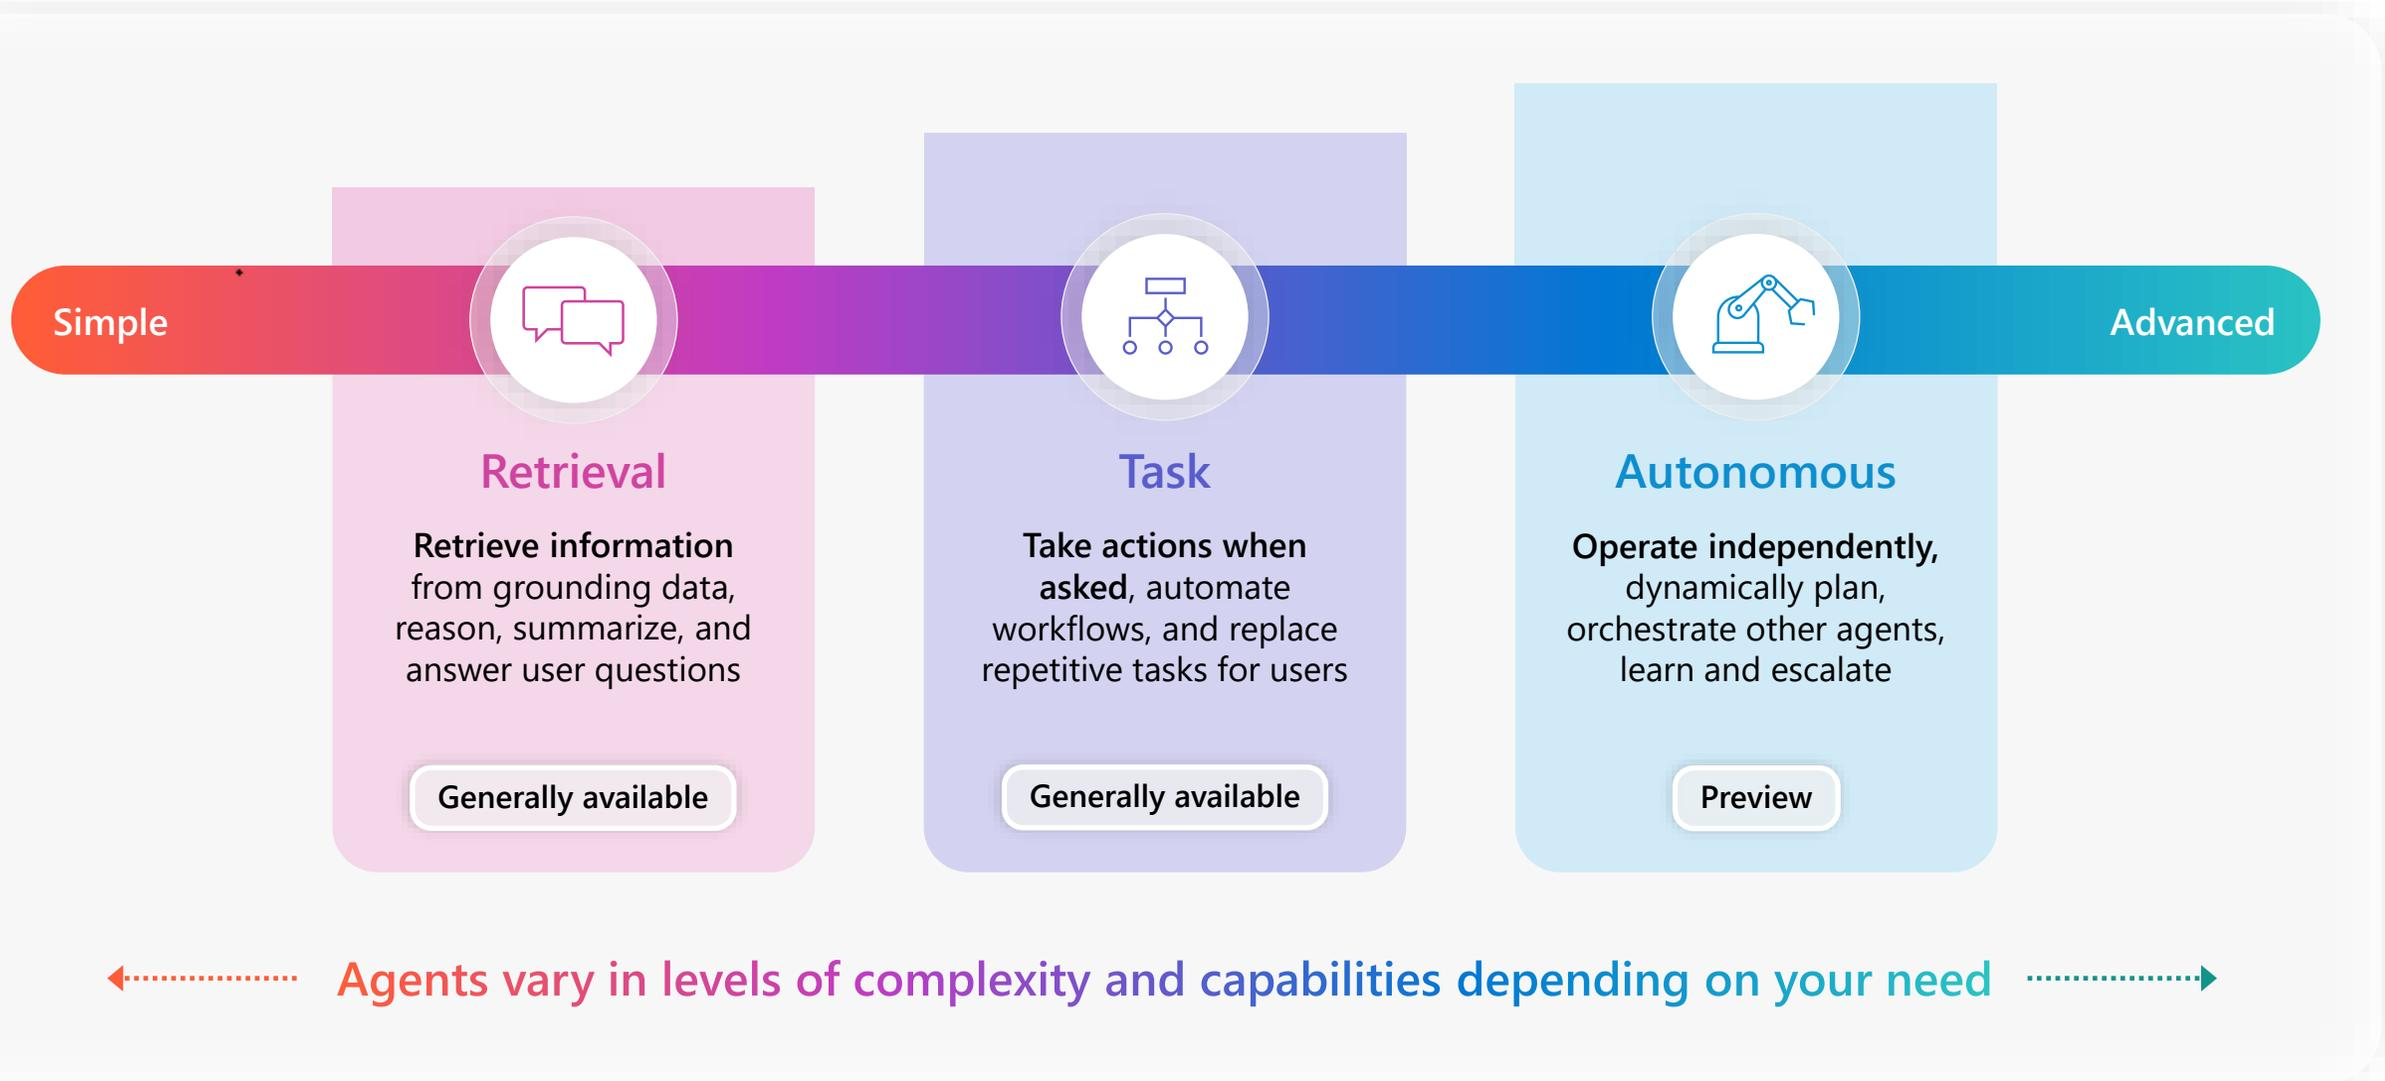 Simple
Advanced
Retrieval
Retrieve information
from grounding data,
reason, summarize, and
answer user questions
Generally available
Task
Take actions when
asked, automate
workflows, and replace
repetitive tasks for users
Generally available
Autonomous
Operate independently,
dynamically plan,
orchestrate other agents,
learn and escalate
Preview
Agents vary in levels of complexity and capabilities depending on your need